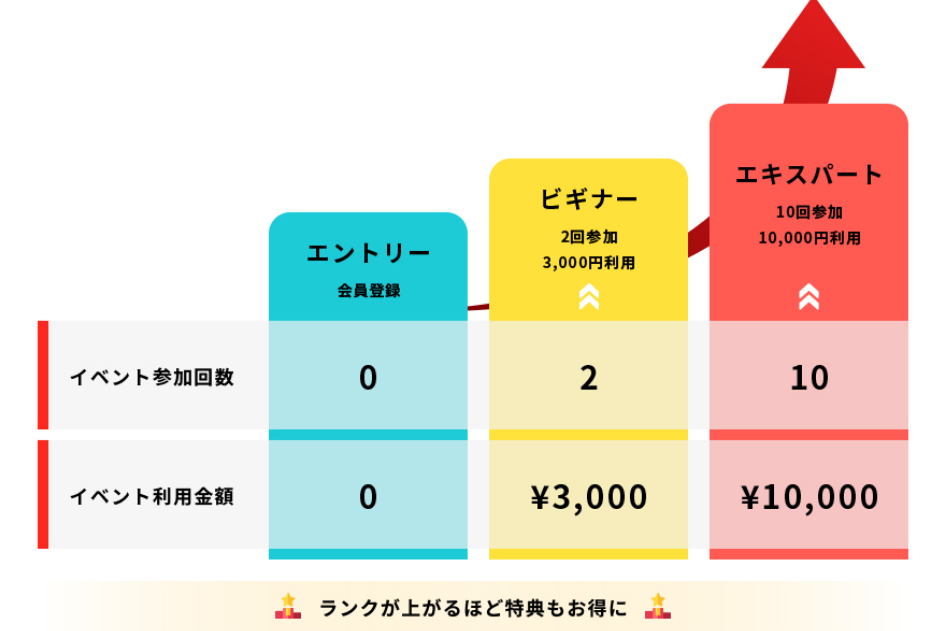 エントリー
会員登録
ビギナー
2回参加
3,000円利用
エキスパート
10回参加
10,000円利用
イベント参加回数
0
2
10
イベント利用金額
0
¥3,000
¥10,000
ランクが上がるほど特典もお得に